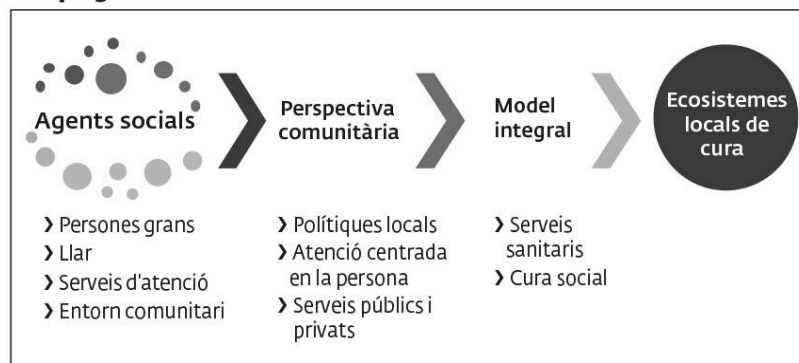 Agents socials
Perspectiva
comunitària
Model
integral
Ecosistemes
locals de
cura
❯ Persones grans
❯ Llar
❯ Serveis d'atenció
❯ Entorn comunitari
❯ Polítiques locals
❯ Atenció centrada
en la persona
❯ Serveis públics i
privats
❯ Serveis
sanitaris
❯ Cura social